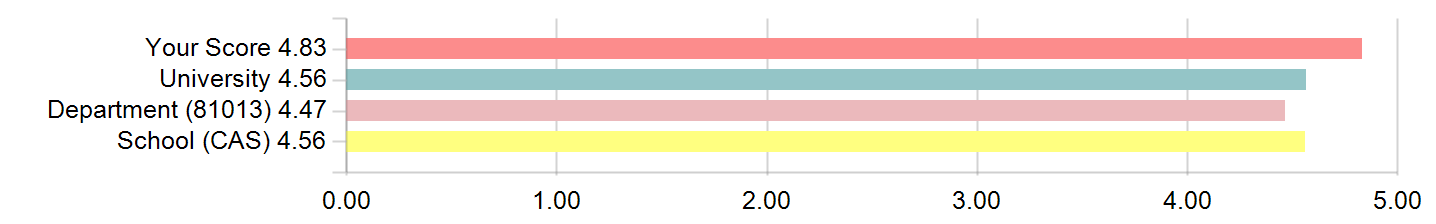 Your Score 4.83
University 4.56
Department (81013) 4.47
School (CAS) 4.56
0.00 1.00 2.00 3.00 4.00 5.00